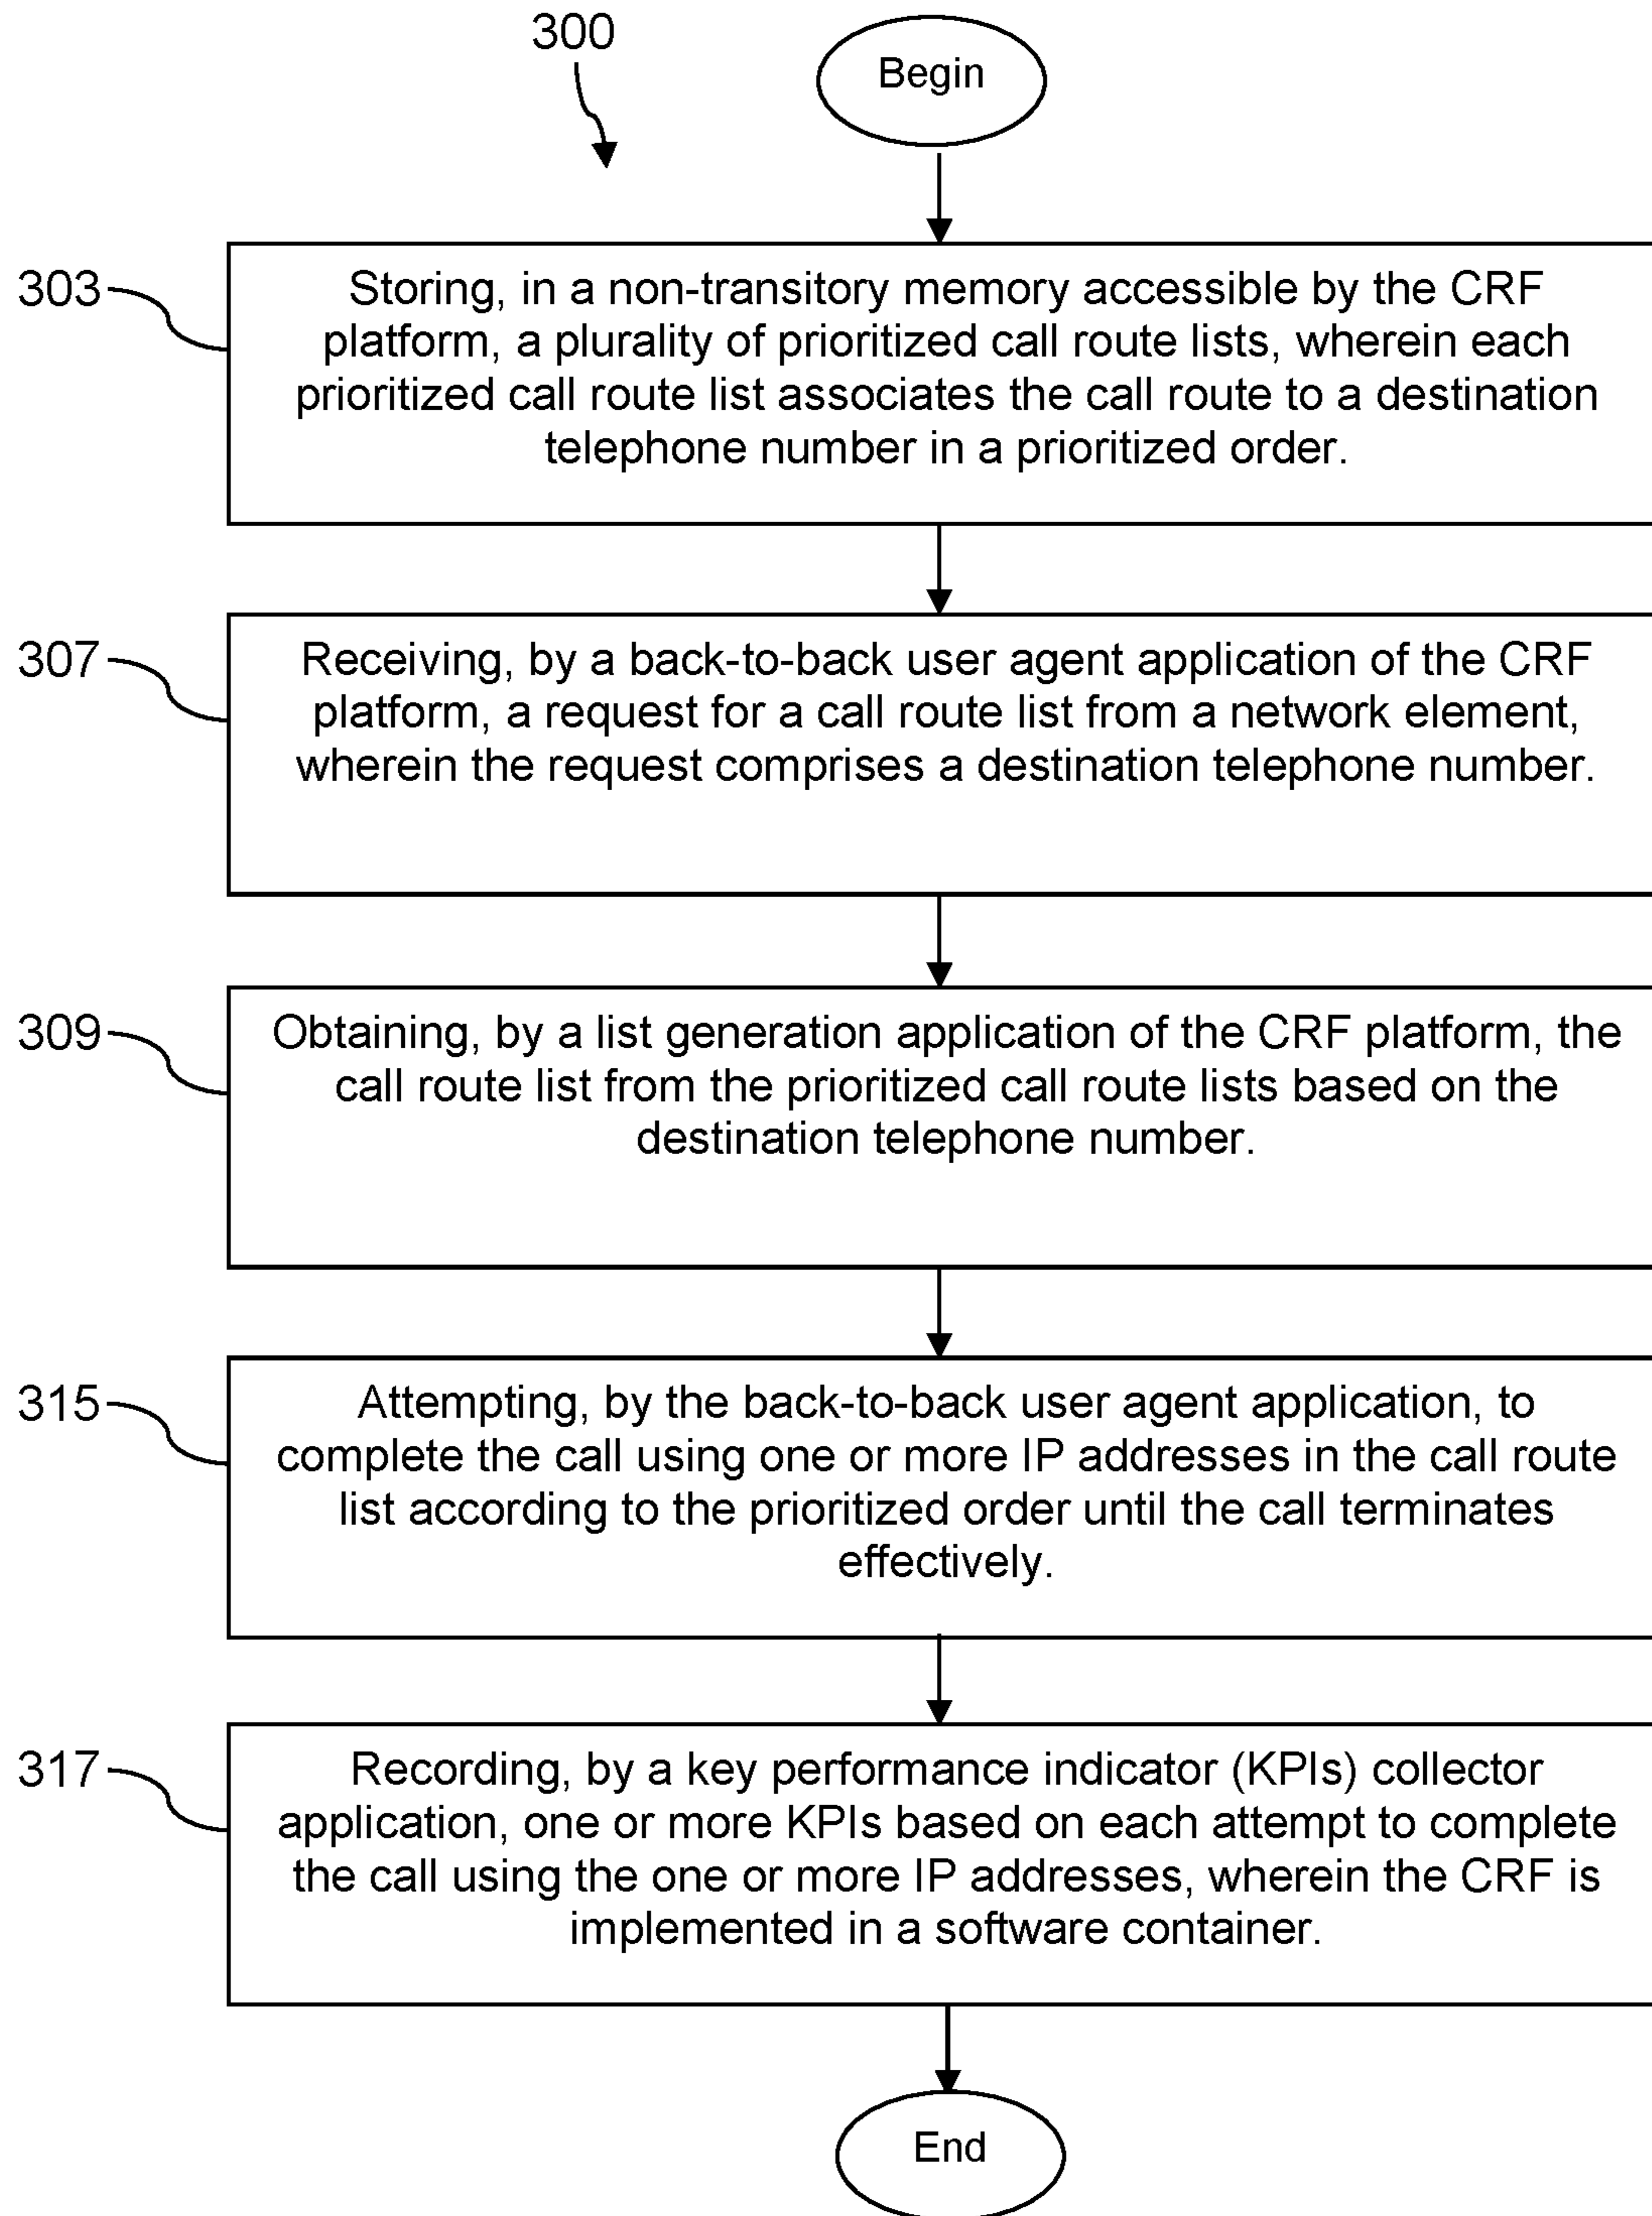 300
Begin
303
Storing, in a non-transitory memory accessible by the CRF
platform, a plurality of prioritized call route lists, wherein each
prioritized call route list associates the call route to a destination
telephone number in a prioritized order.
307
Receiving, by a back-to-back user agent application of the CRF
platform, a request for a call route list from a network element,
wherein the request comprises a destination telephone number.
309
Obtaining, by a list generation application of the CRF platform, the
call route list from the prioritized call route lists based on the
destination telephone number.
315
Attempting, by the back-to-back user agent application, to
complete the call using one or more IP addresses in the call route
list according to the prioritized order until the call terminates
effectively.
317
Recording, by a key performance indicator (KPIs) collector
application, one or more KPIs based on each attempt to complete
the call using the one or more IP addresses, wherein the CRF is
implemented in a software container.
End